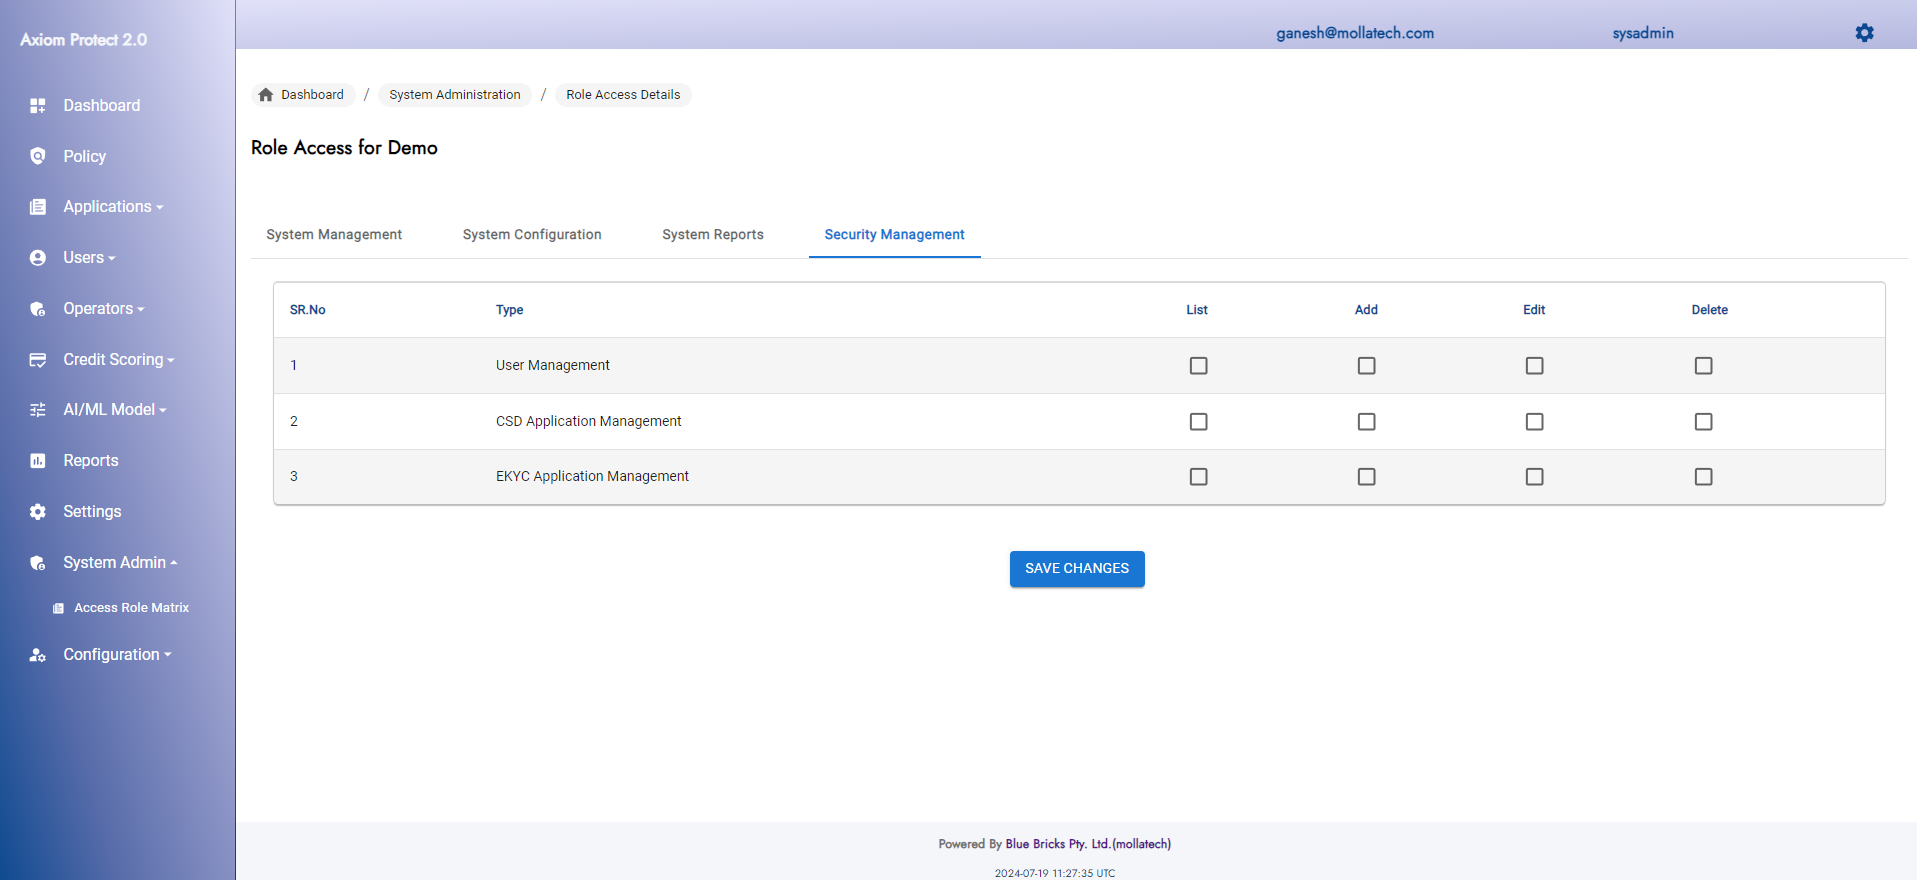 Axiom Protect 2.0
ganesh@mollatech.com sysadmin
Dashboard
Policy
Applications
Users
Operators
Credit Scoring
AI/ML Model
Reports
Settings
System Admin
Access Role Matrix
Configuration
Dashboard / System Administration / Role Access Details
Role Access for Demo
System Management System Configuration System Reports Security Management
SR.No Type List Add Edit Delete
1 User Management
2 CSD Application Management
3 EKYC Application Management
SAVE CHANGES
Powered By Blue Bricks Pty. Ltd.(mollatech)
2024-07-19 11:27:35 UTC